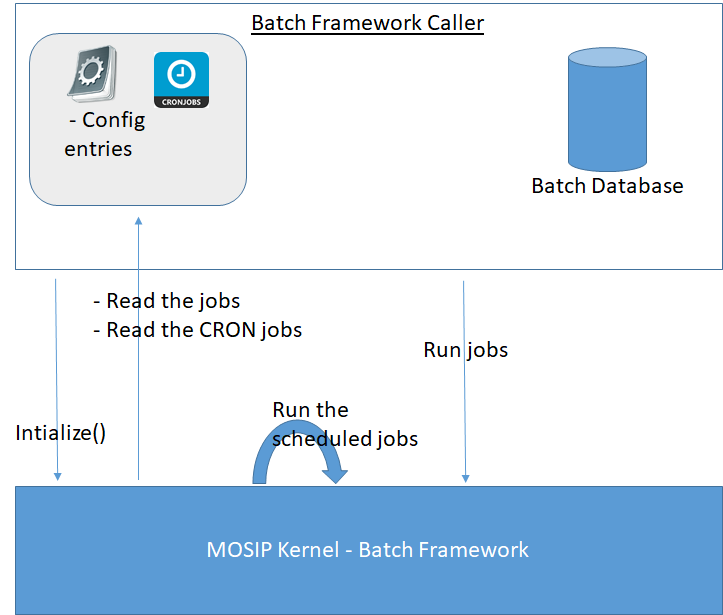 Batch Framework Caller
CRONJOBS
- Config
entries
Batch Database
- Read the jobs
- Read the CRON jobs
Run jobs
Run the
scheduled jobs
Intialize()
MOSIP Kernel - Batch Framework